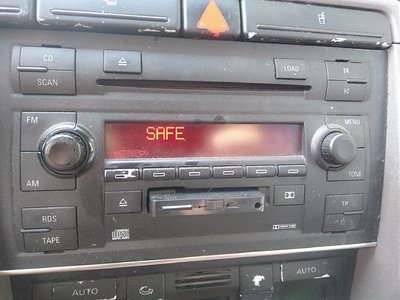 CD
SCAN
LOAD
FM
SAFE
MENU
AM
TONE
RDS
TP
TAPE
AUTO
AUTO